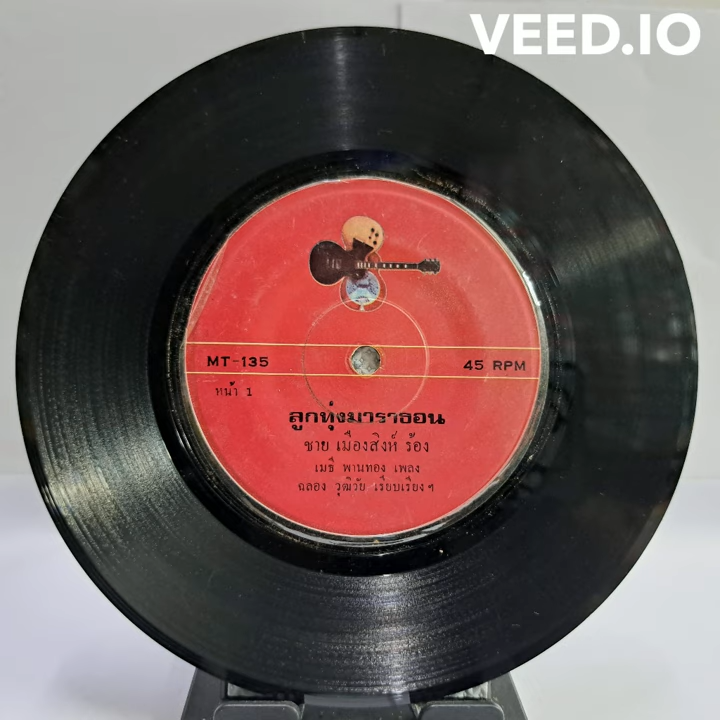 VEED.IO
MT-135
45 RPM
หน้า 1
ลูกทุ่งมาราธอน
ชาย เมืองสิงห์ ร้อง
เมธี พานทอง เพลง
ฉลอง วุฒิวัย เรียบเรียงฯ